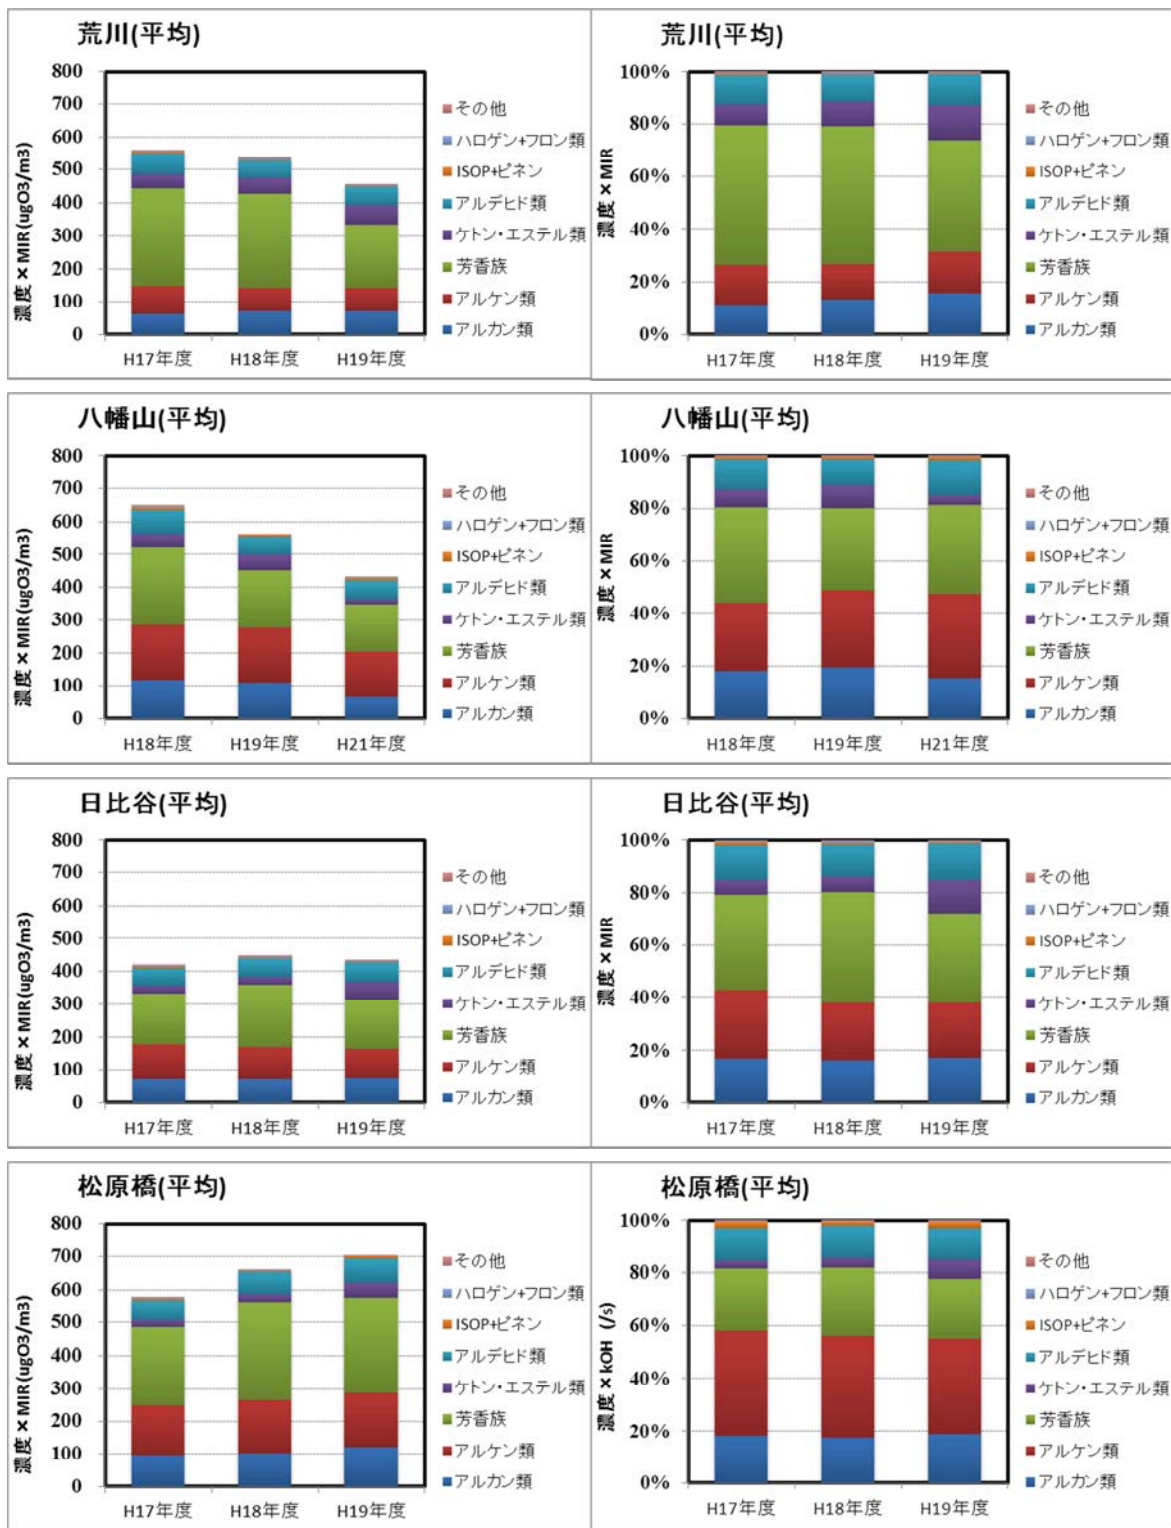 荒川(平均)
濃度×MIR(ugO3/m3)
800
700
600
500
400
300
200
100
0
H17年度 H18年度 H19年度
その他
ハロゲン+フロン類
ISOP+ピネン
アルデヒド類
ケトン・エステル類
芳香族
アルケン類
アルカン類
荒川(平均)
濃度×MIR
100%
80%
60%
40%
20%
0%
H17年度 H18年度 H19年度
その他
ハロゲン+フロン類
ISOP+ピネン
アルデヒド類
ケトン・エステル類
芳香族
アルケン類
アルカン類
八幡山(平均)
濃度×MIR(ugO3/m3)
800
700
600
500
400
300
200
100
0
H18年度 H19年度 H21年度
その他
ハロゲン+フロン類
ISOP+ピネン
アルデヒド類
ケトン・エステル類
芳香族
アルケン類
アルカン類
八幡山(平均)
濃度×MIR
100%
80%
60%
40%
20%
0%
H18年度 H19年度 H21年度
その他
ハロゲン+フロン類
ISOP+ピネン
アルデヒド類
ケトン・エステル類
芳香族
アルケン類
アルカン類
日比谷(平均)
濃度×MIR(ugO3/m3)
800
700
600
500
400
300
200
100
0
H17年度 H18年度 H19年度
その他
ハロゲン+フロン類
ISOP+ピネン
アルデヒド類
ケトン・エステル類
芳香族
アルケン類
アルカン類
日比谷(平均)
濃度×MIR
100%
80%
60%
40%
20%
0%
H17年度 H18年度 H19年度
その他
ハロゲン+フロン類
ISOP+ピネン
アルデヒド類
ケトン・エステル類
芳香族
アルケン類
アルカン類
松原橋(平均)
濃度×MIR(ugO3/m3)
800
700
600
500
400
300
200
100
0
H17年度 H18年度 H19年度
その他
ハロゲン+フロン類
ISOP+ピネン
アルデヒド類
ケトン・エステル類
芳香族
アルケン類
アルカン類
松原橋(平均)
濃度×kOH (/s)
100%
80%
60%
40%
20%
0%
H17年度 H18年度 H19年度
その他
ハロゲン+フロン類
ISOP+ピネン
アルデヒド類
ケトン・エステル類
芳香族
アルケン類
アルカン類